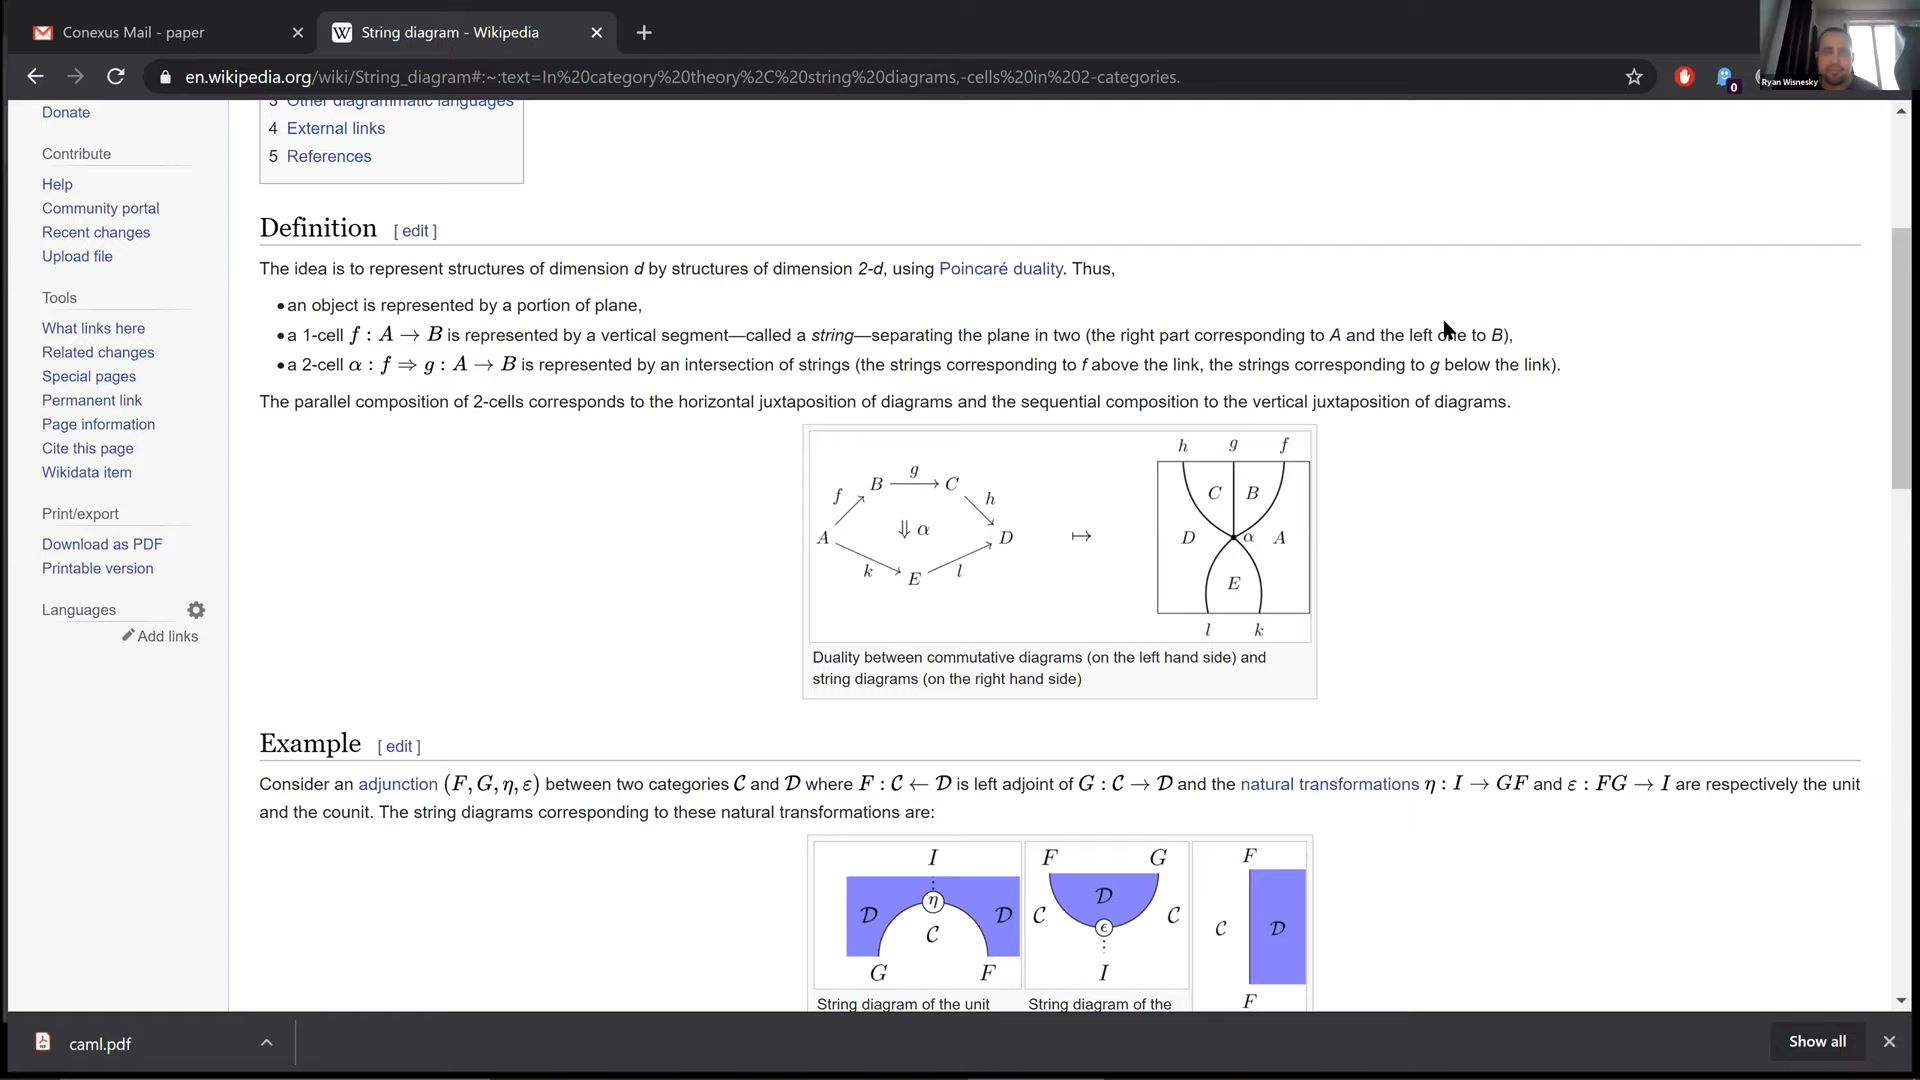 Conexus Mail - paper
String diagram - Wikipedia
en.wikipedia.org/wiki/String_diagram#:~:text=In%20category%20theory%2C%20string%20diagrams,-cells%20in%202-categories.
0
Ryan Wisnesky
Donate
Contribute
Help
Community portal
Recent changes
Upload file
Tools
What links here
Related changes
Special pages
Permanent link
Page information
Cite this page
Wikidata item
Print/export
Download as PDF
Printable version
Languages
Add links
3 Other diagrammatic languages
4 External links
5 References
Definition [ edit ]
The idea is to represent structures of dimension d by structures of dimension 2-d, using Poincaré duality. Thus,
• an object is represented by a portion of plane,
• a 1-cell f : A → B is represented by a vertical segment—called a string—separating the plane in two (the right part corresponding to A and the left one to B),
• a 2-cell α : f ⇒ g : A → B is represented by an intersection of strings (the strings corresponding to f above the link, the strings corresponding to g below the link).
The parallel composition of 2-cells corresponds to the horizontal juxtaposition of diagrams and the sequential composition to the vertical juxtaposition of diagrams.
h g f
g
B → C
f h
C B
⇓ α
A D ↦ D α A
k E l
E
l k
Duality between commutative diagrams (on the left hand side) and
string diagrams (on the right hand side)
Example [ edit ]
Consider an adjunction (F, G, η, ε) between two categories 𝒞 and 𝒟 where F : 𝒞 ← 𝒟 is left adjoint of G : 𝒞 → 𝒟 and the natural transformations η : I → GF and ε : FG → I are respectively the unit
and the counit. The string diagrams corresponding to these natural transformations are:
I F G F
η 𝒟
𝒟 𝒟 𝒞 𝒞
𝒞 ϵ 𝒞 𝒟
G F I
F
String diagram of the unit
String diagram of the
caml.pdf
Show all